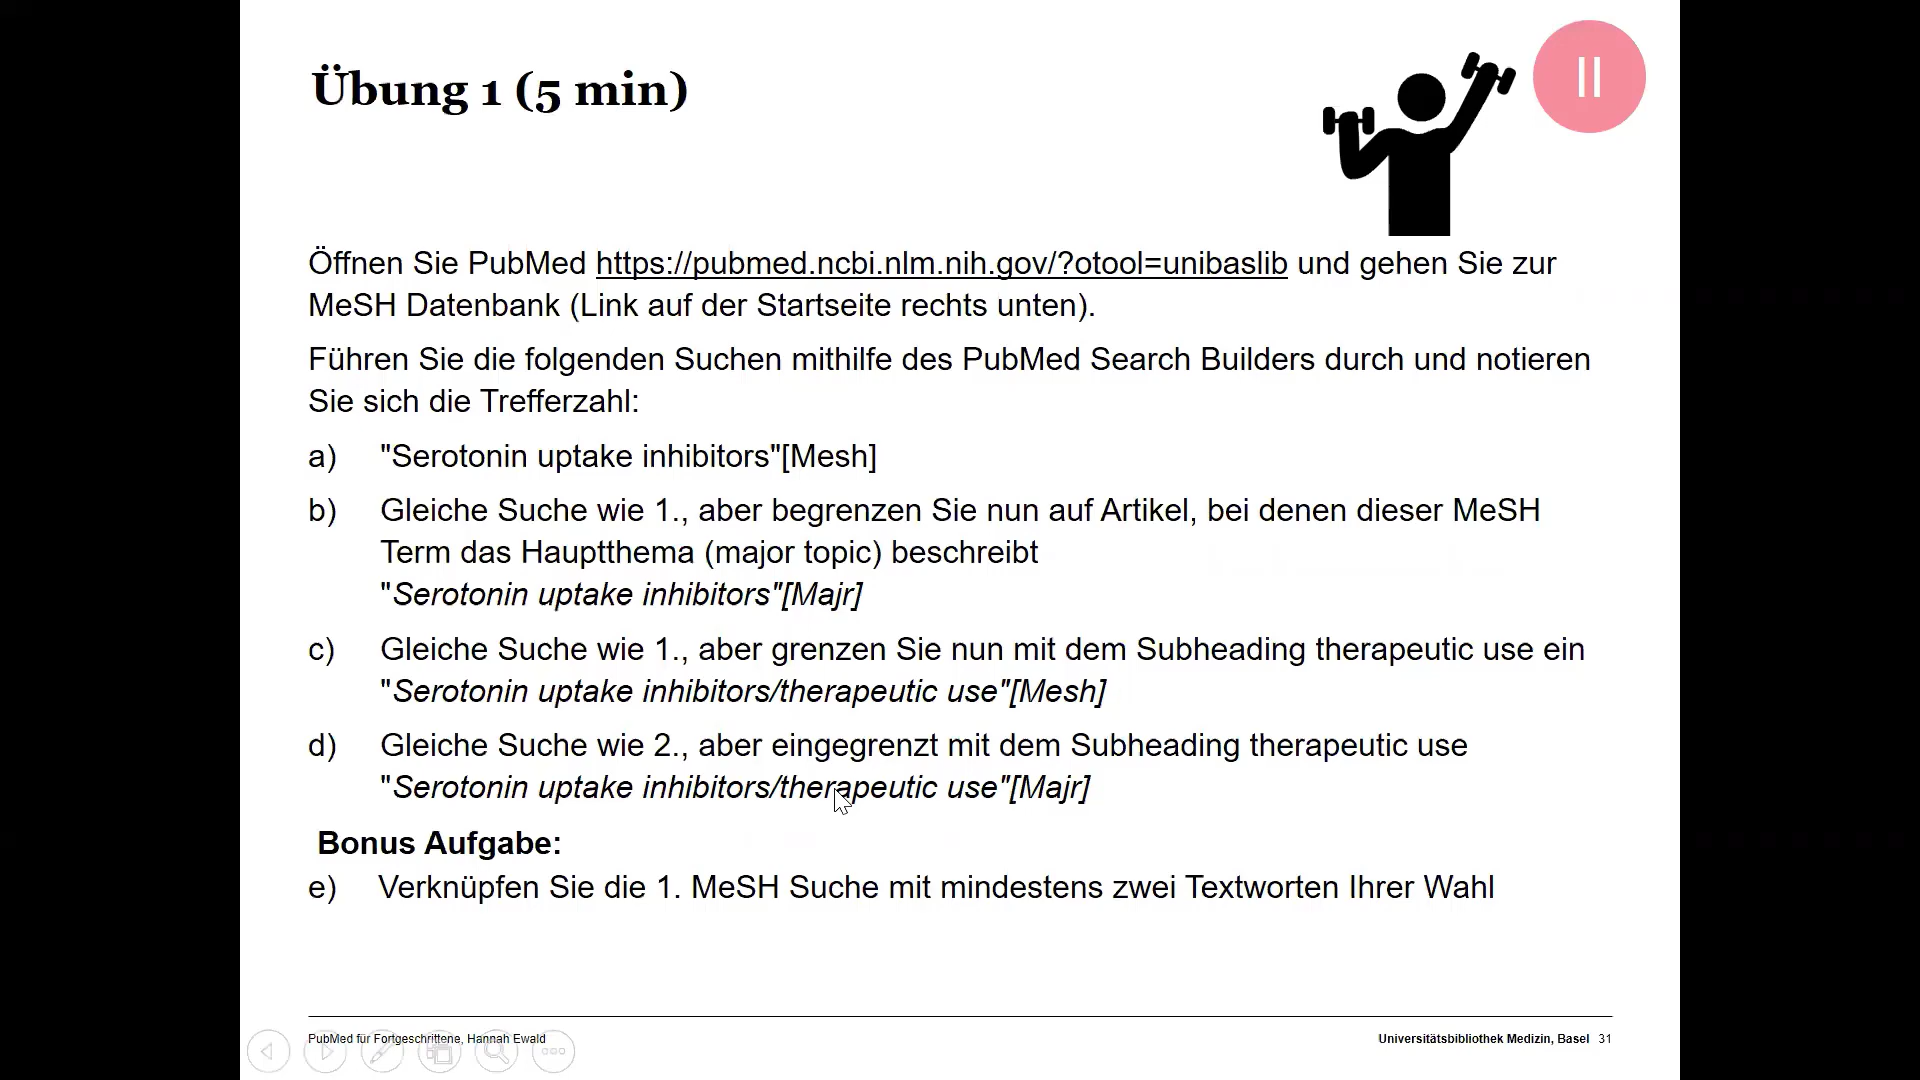 Übung 1 (5 min)
Öffnen Sie PubMed https://pubmed.ncbi.nlm.nih.gov/?otool=unibaslib und gehen Sie zur
MeSH Datenbank (Link auf der Startseite rechts unten).
Führen Sie die folgenden Suchen mithilfe des PubMed Search Builders durch und notieren
Sie sich die Trefferzahl:
a) "Serotonin uptake inhibitors"[Mesh]
b) Gleiche Suche wie 1., aber begrenzen Sie nun auf Artikel, bei denen dieser MeSH
Term das Hauptthema (major topic) beschreibt
"Serotonin uptake inhibitors"[Majr]
c) Gleiche Suche wie 1., aber grenzen Sie nun mit dem Subheading therapeutic use ein
"Serotonin uptake inhibitors/therapeutic use"[Mesh]
d) Gleiche Suche wie 2., aber eingegrenzt mit dem Subheading therapeutic use
"Serotonin uptake inhibitors/therapeutic use"[Majr]
Bonus Aufgabe:
e) Verknüpfen Sie die 1. MeSH Suche mit mindestens zwei Textworten Ihrer Wahl
PubMed für Fortgeschrittene, Hannah Ewald
Universitätsbibliothek Medizin, Basel 31